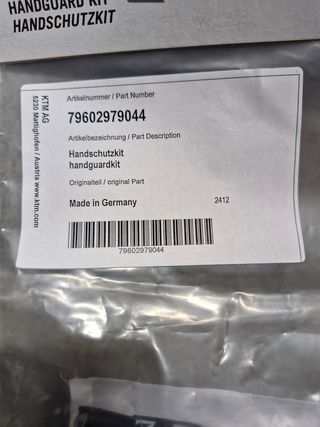 HANDGUARD KIT
HANDSCHUTZKIT
KTM AG
5230 Mattighofen / Austria www.ktm.com
Artikelnummer / Part Number
79602979044
Artikelbezeichnung / Part Description
Handschutzkit
handguardkit
Originalteil / original Part
Made in Germany 2412
79602979044